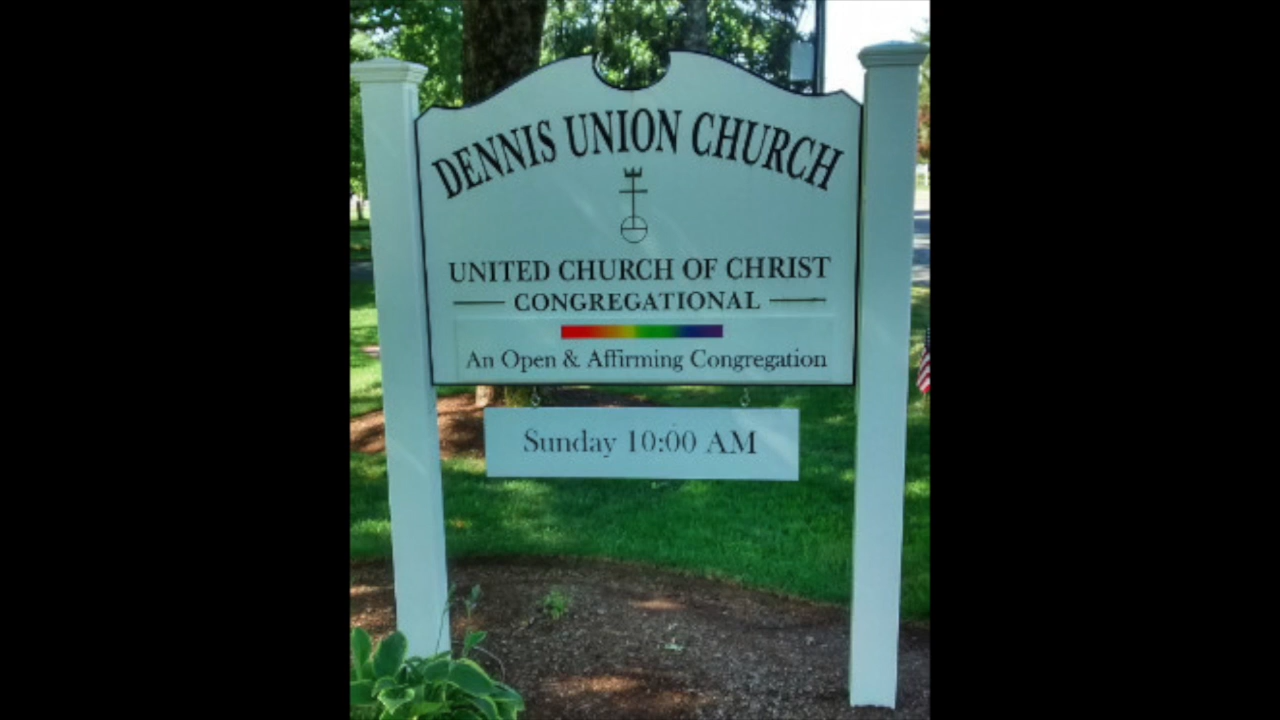 DENNIS UNION CHURCH
UNITED CHURCH OF CHRIST
CONGREGATIONAL
An Open & Affirming Congregation
Sunday 10:00 AM